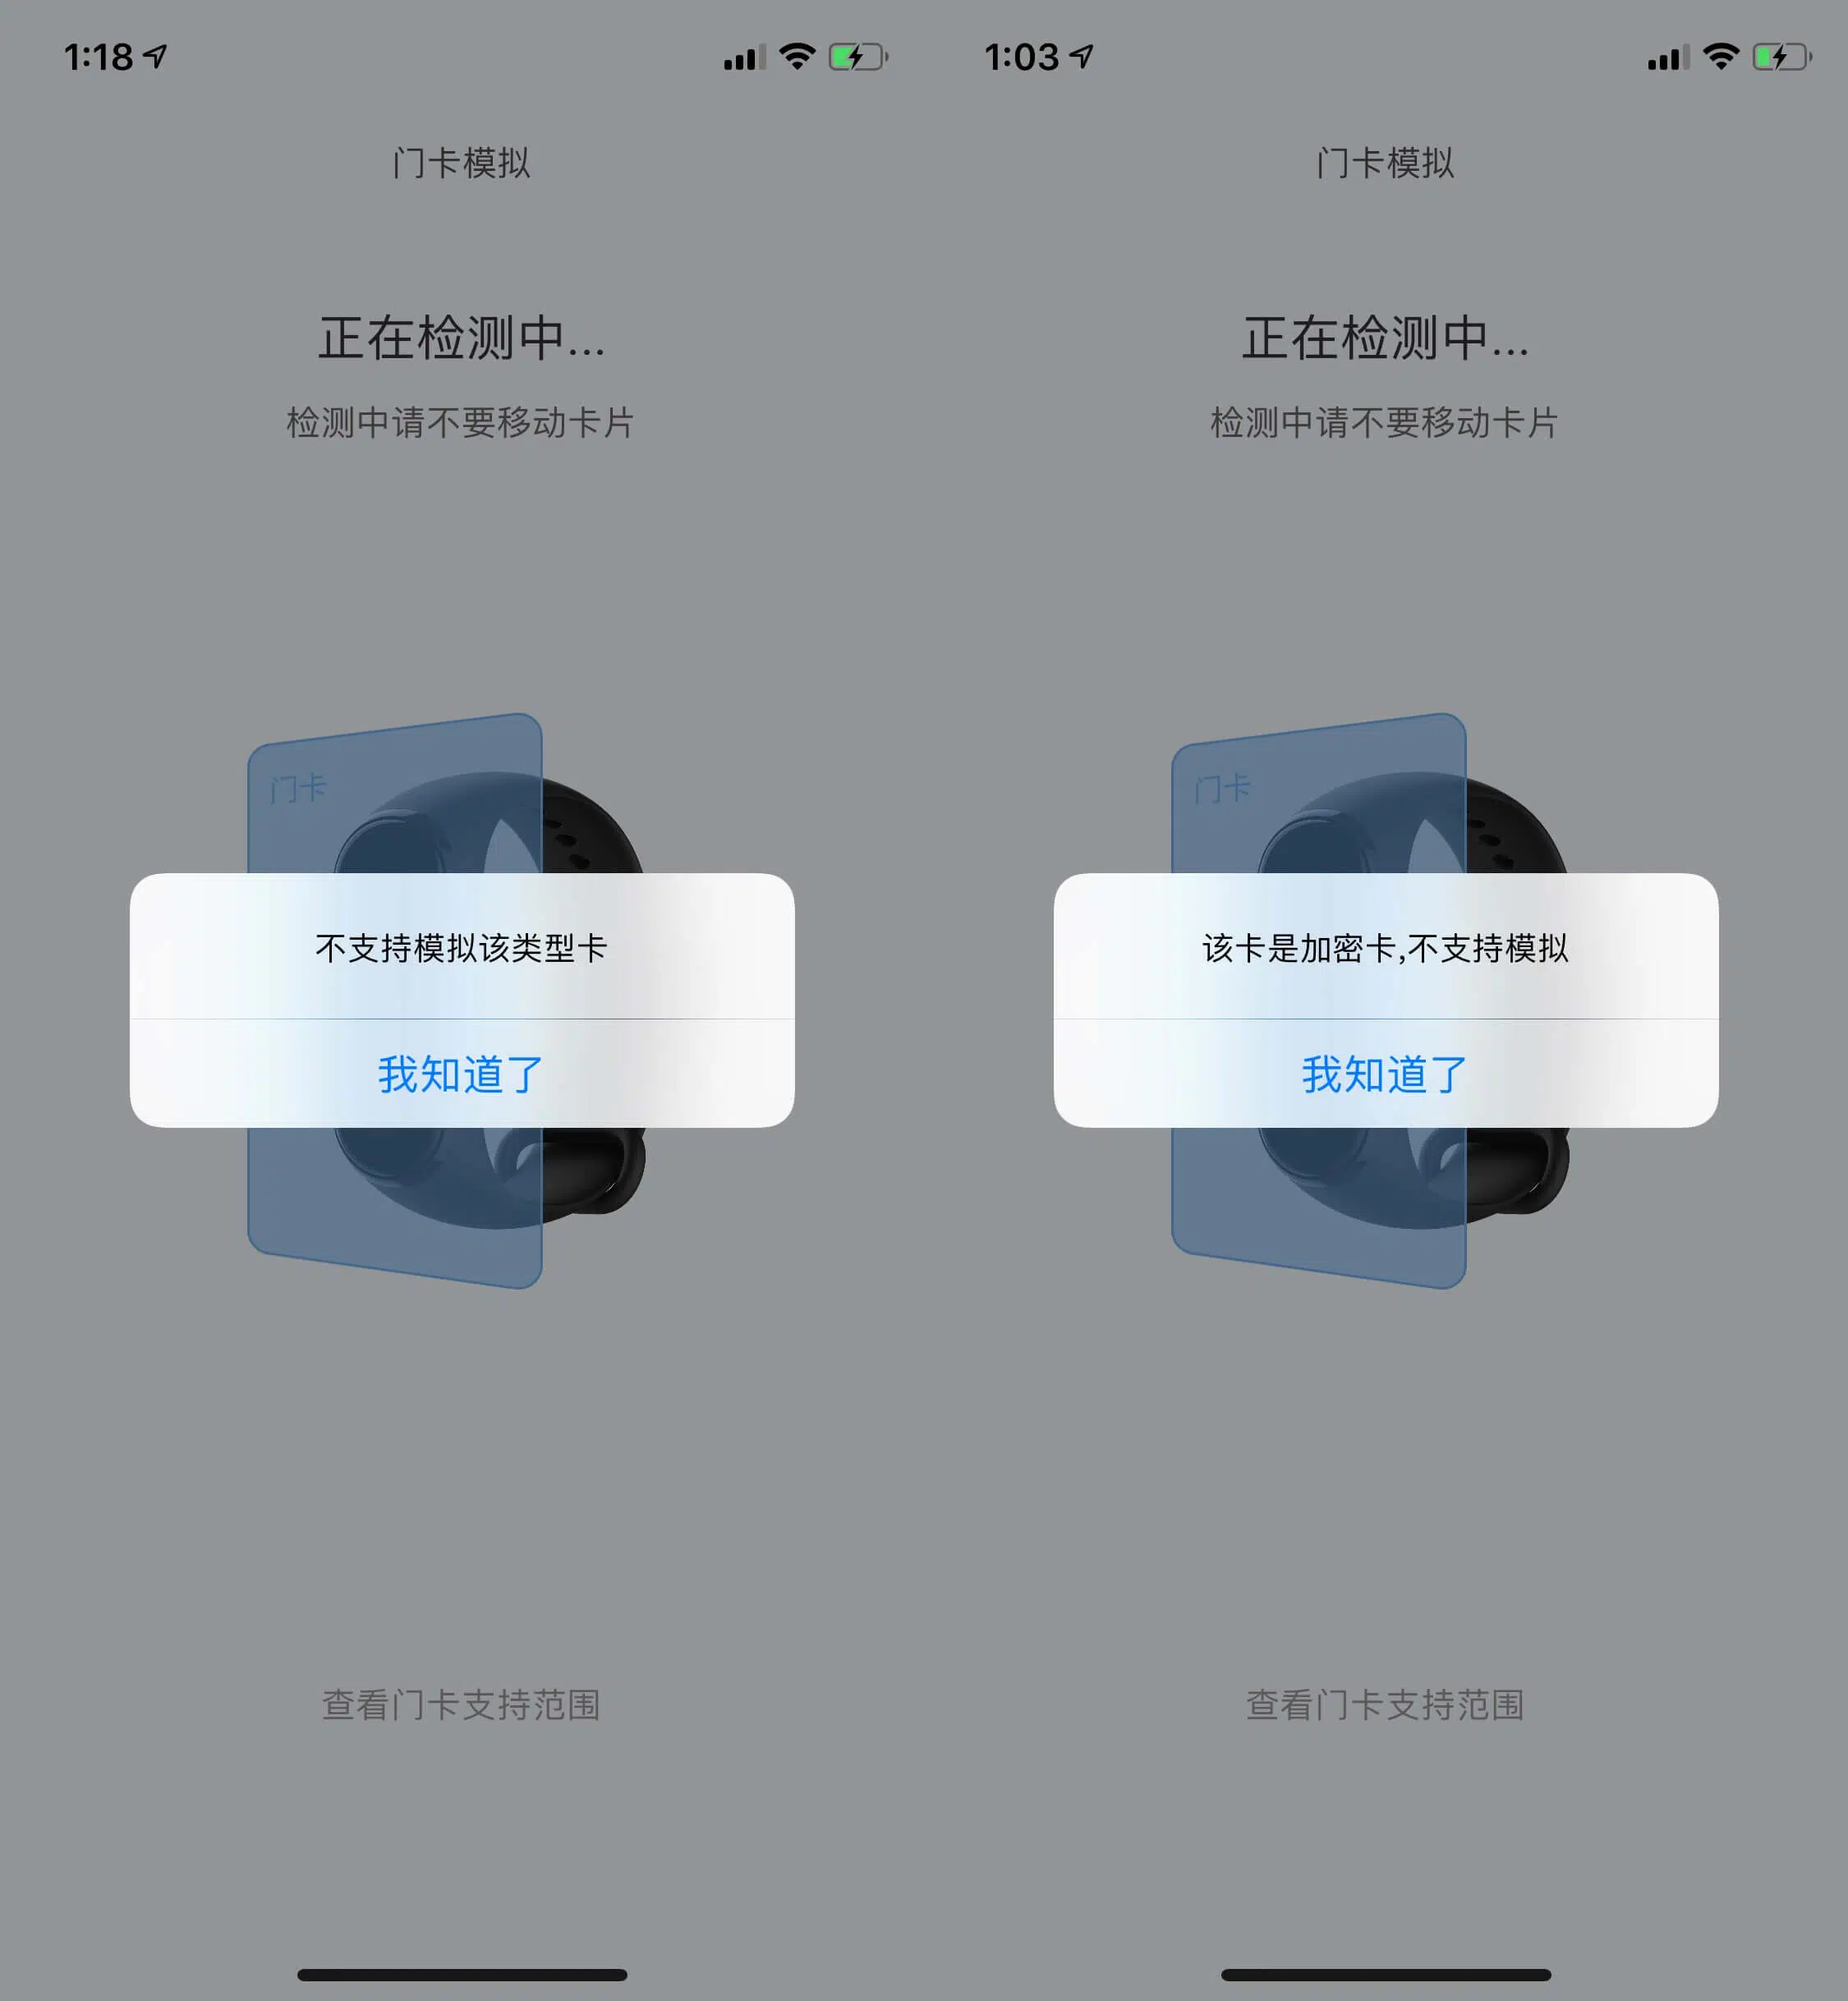 1:18
门卡模拟
正在检测中...
检测中请不要移动卡片
门卡
不支持模拟该类型卡
我知道了
查看门卡支持范围
1:03
门卡模拟
正在检测中...
检测中请不要移动卡片
门卡
该卡是加密卡,不支持模拟
我知道了
查看门卡支持范围